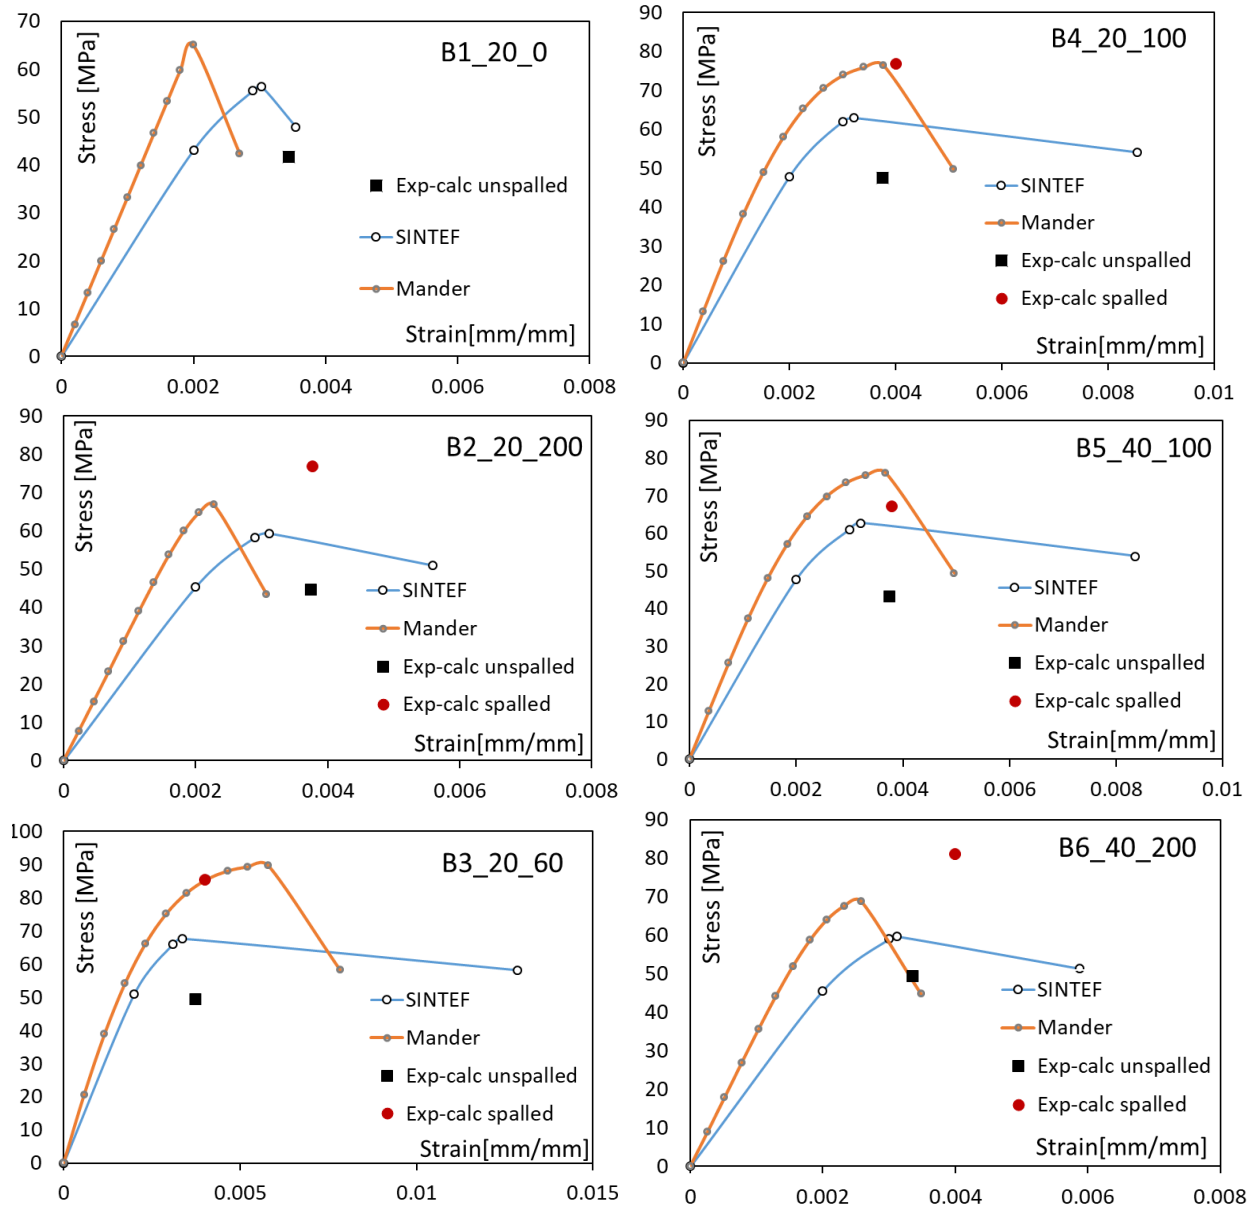 B1_20_0
Stress [MPa]
70
60
50
40
30
20
10
0
Exp-calc unspalled
SINTEF
Mander
Strain[mm/mm]
0
0.002
0.004
0.006
0.008
B4_20_100
Stress [MPa]
90
80
70
60
50
40
30
20
10
0
SINTEF
Mander
Exp-calc unspalled
Exp-calc spalled
Strain[mm/mm]
0
0.002
0.004
0.006
0.008
0.01
B2_20_200
Stress [MPa]
90
80
70
60
50
40
30
20
10
0
SINTEF
Mander
Exp-calc unspalled
Exp-calc spalled
Strain[mm/mm]
0
0.002
0.004
0.006
0.008
B5_40_100
Stress [MPa]
90
80
70
60
50
40
30
20
10
0
SINTEF
Mander
Exp-calc unspalled
Exp-calc spalled
Strain[mm/mm]
0
0.002
0.004
0.006
0.008
0.01
B3_20_60
Stress [MPa]
100
90
80
70
60
50
40
30
20
10
0
SINTEF
Mander
Exp-calc unspalled
Exp-calc spalled
Strain[mm/mm]
0
0.005
0.01
0.015
B6_40_200
Stress [MPa]
90
80
70
60
50
40
30
20
10
0
SINTEF
Mander
Exp-calc unspalled
Exp-calc spalled
Strain[mm/mm]
0
0.002
0.004
0.006
0.008